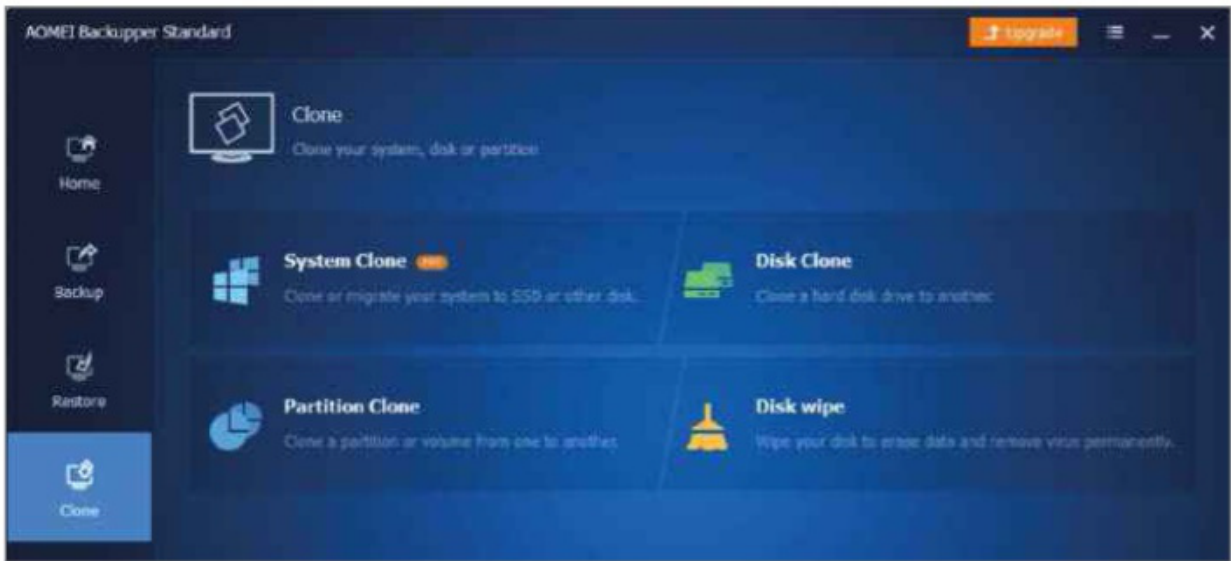 AOMEI Backupper Standard
Upgrade
Clone
Clone your system, disk or partition
Home
System Clone
Clone or migrate your system to SSD or other disk.
Disk Clone
Clone a hard disk drive to another.
Backup
Restore
Partition Clone
Clone a partition or volume from one to another.
Disk wipe
Wipe your disk to erase data and remove virus permanently.
Clone